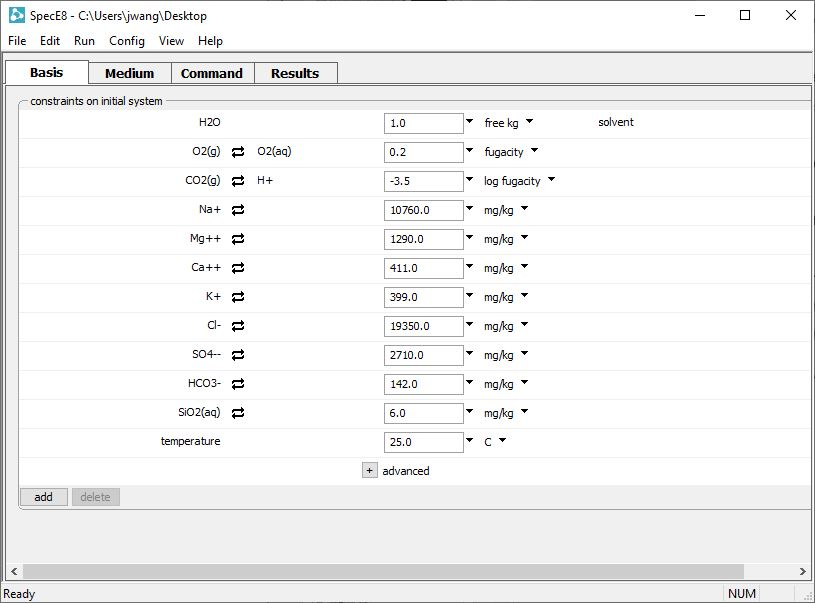 SpecE8 - C:\Users\jwang\Desktop
File Edit Run Config View Help
Basis Medium Command Results
constraints on initial system
H2O 1.0 free kg solvent
O2(g) O2(aq) 0.2 fugacity
CO2(g) H+ -3.5 log fugacity
Na+ 10760.0 mg/kg
Mg++ 1290.0 mg/kg
Ca++ 411.0 mg/kg
K+ 399.0 mg/kg
Cl- 19350.0 mg/kg
SO4-- 2710.0 mg/kg
HCO3- 142.0 mg/kg
SiO2(aq) 6.0 mg/kg
temperature 25.0 C
+ advanced
add delete
Ready NUM